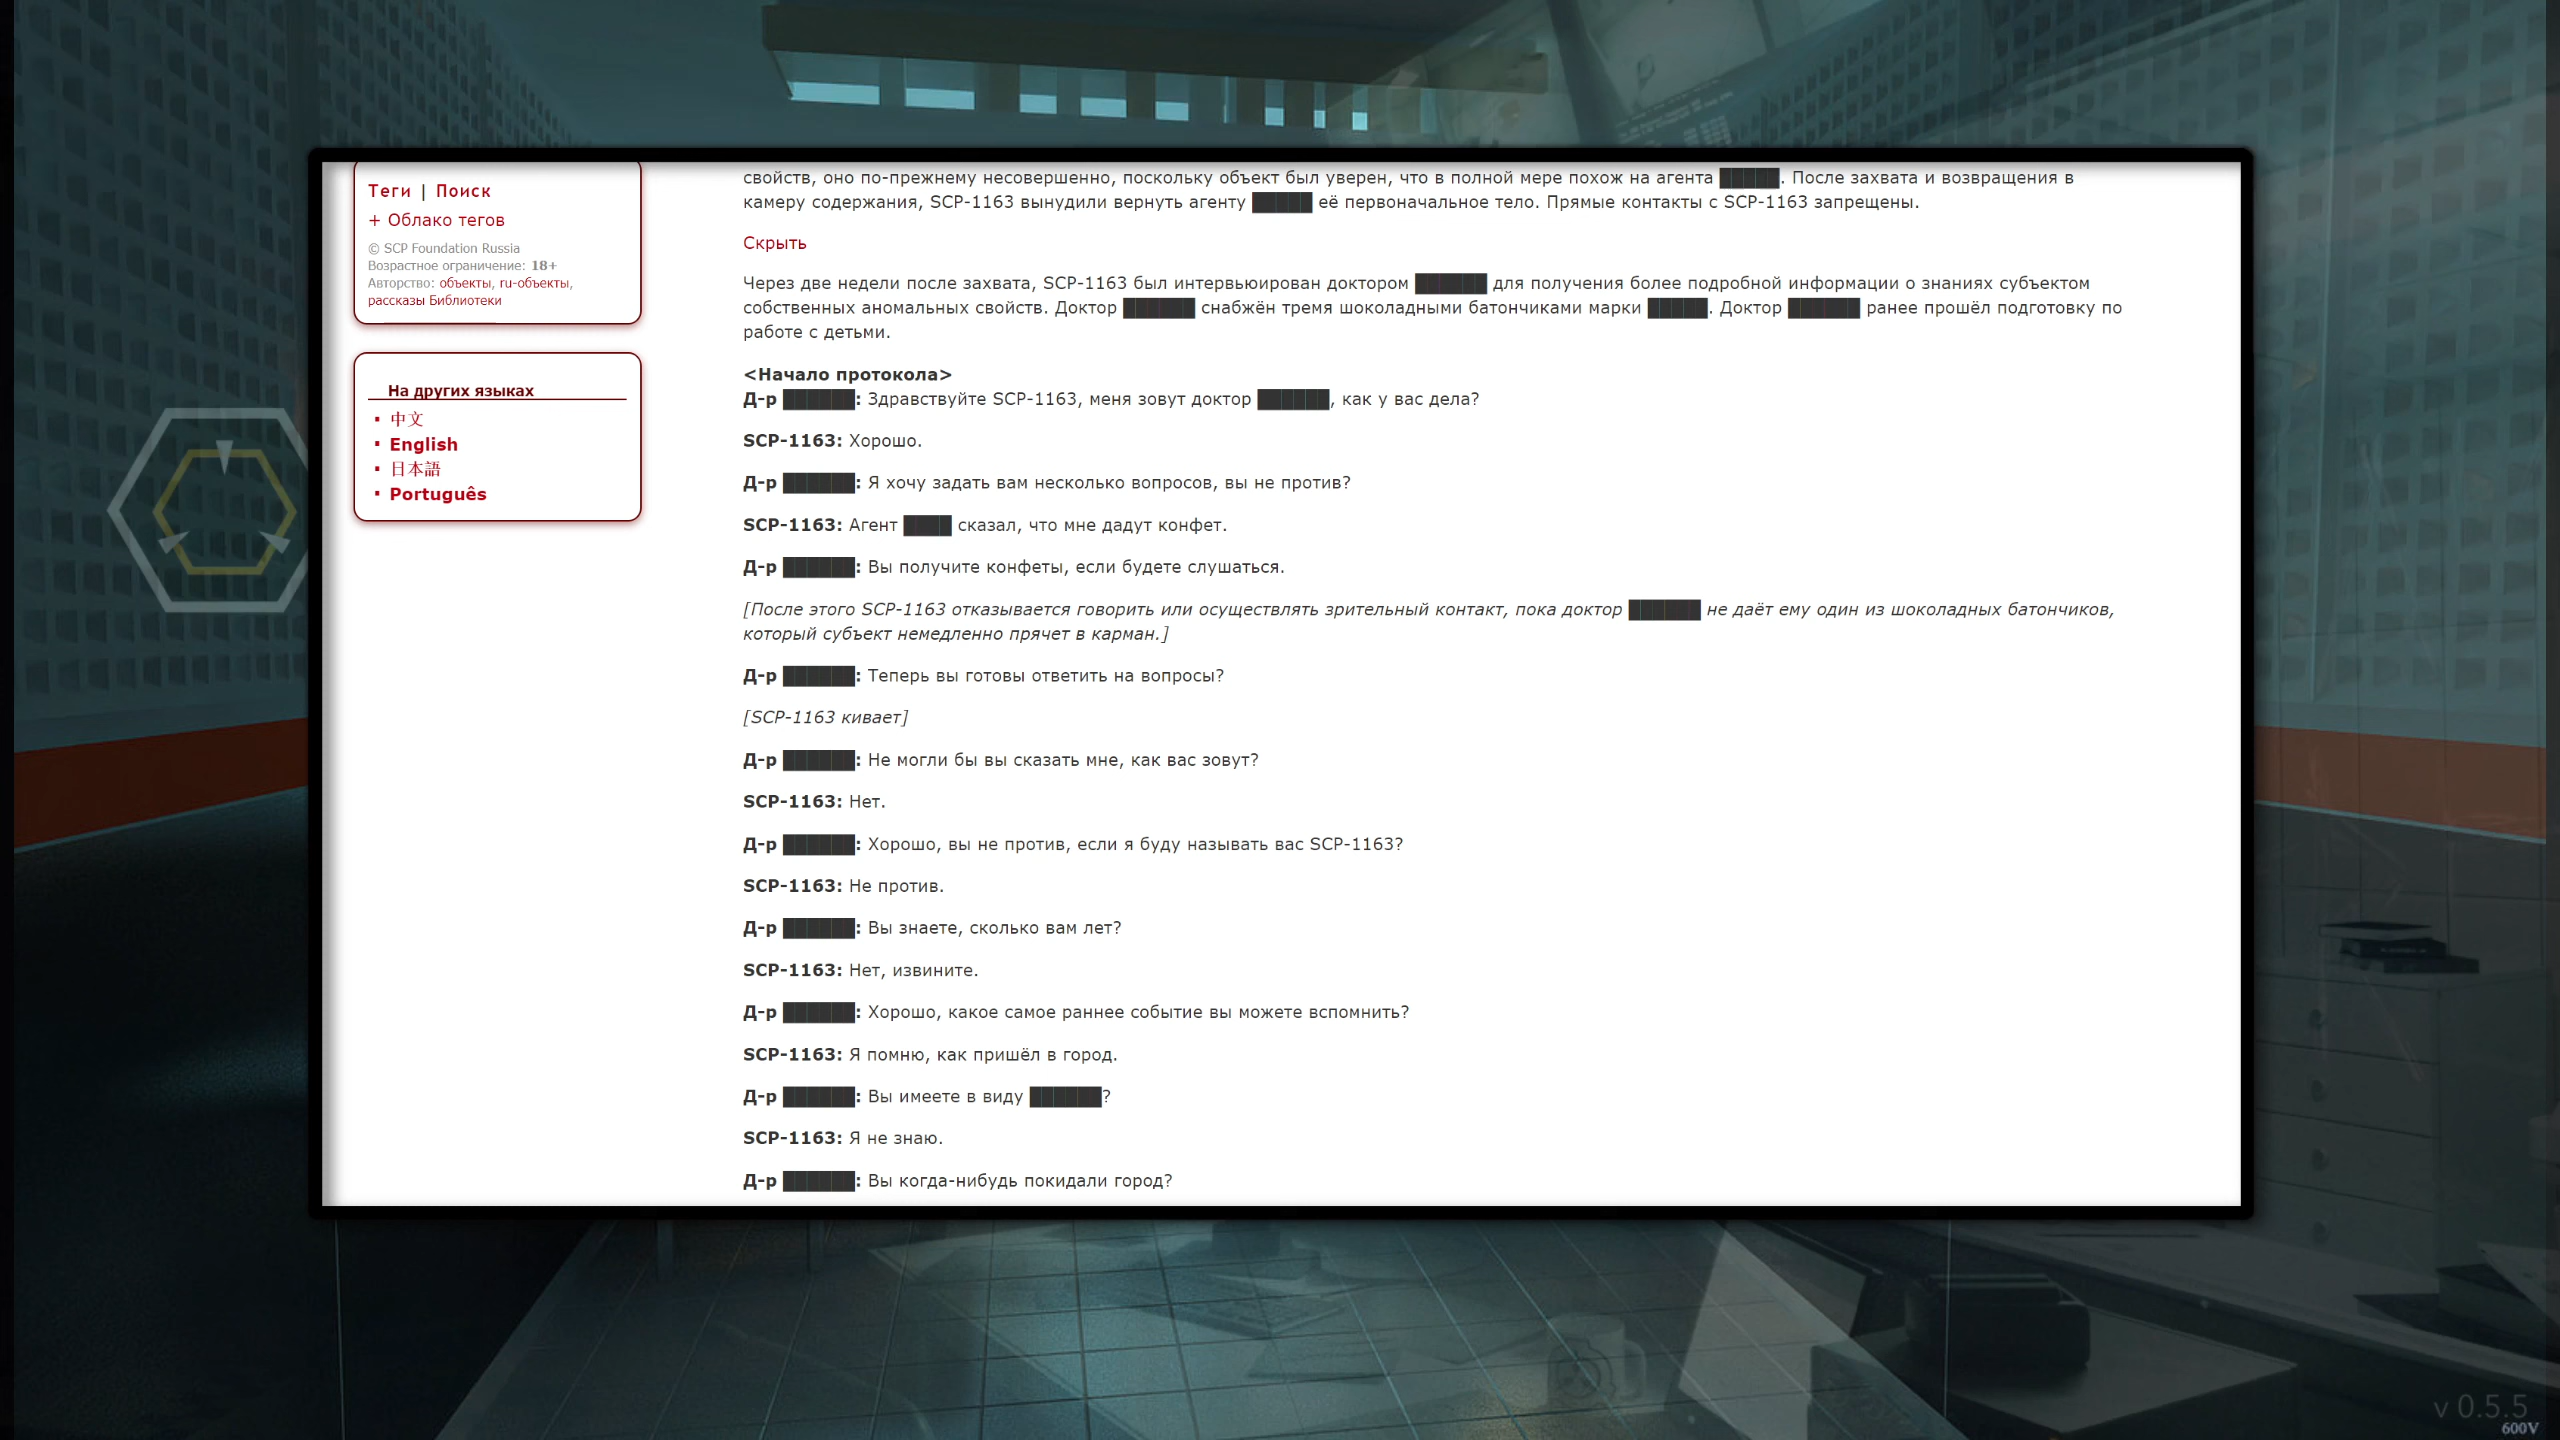 Теги | Поиск
+ Облако тегов
© SCP Foundation Russia
Возрастное ограничение: 18+
Авторство: объекты, ru-объекты,
рассказы Библиотеки
На других языках
中文
English
日本語
Português
свойств, оно по-прежнему несовершенно, поскольку объект был уверен, что в полной мере похож на агента █████. После захвата и возвращения в
камеру содержания, SCP-1163 вынудили вернуть агенту █████ её первоначальное тело. Прямые контакты с SCP-1163 запрещены.
Скрыть
Через две недели после захвата, SCP-1163 был интервьюирован доктором ██████ для получения более подробной информации о знаниях субъектом
собственных аномальных свойств. Доктор ██████ снабжён тремя шоколадными батончиками марки █████. Доктор ██████ ранее прошёл подготовку по
работе с детьми.
<Начало протокола>
Д-р ██████: Здравствуйте SCP-1163, меня зовут доктор ██████, как у вас дела?
SCP-1163: Хорошо.
Д-р ██████: Я хочу задать вам несколько вопросов, вы не против?
SCP-1163: Агент ████ сказал, что мне дадут конфет.
Д-р ██████: Вы получите конфеты, если будете слушаться.
[После этого SCP-1163 отказывается говорить или осуществлять зрительный контакт, пока доктор ██████ не даёт ему один из шоколадных батончиков,
который субъект немедленно прячет в карман.]
Д-р ██████: Теперь вы готовы ответить на вопросы?
[SCP-1163 кивает]
Д-р ██████: Не могли бы вы сказать мне, как вас зовут?
SCP-1163: Нет.
Д-р ██████: Хорошо, вы не против, если я буду называть вас SCP-1163?
SCP-1163: Не против.
Д-р ██████: Вы знаете, сколько вам лет?
SCP-1163: Нет, извините.
Д-р ██████: Хорошо, какое самое раннее событие вы можете вспомнить?
SCP-1163: Я помню, как пришёл в город.
Д-р ██████: Вы имеете в виду ██████?
SCP-1163: Я не знаю.
Д-р ██████: Вы когда-нибудь покидали город?
v 0.5.5
600V